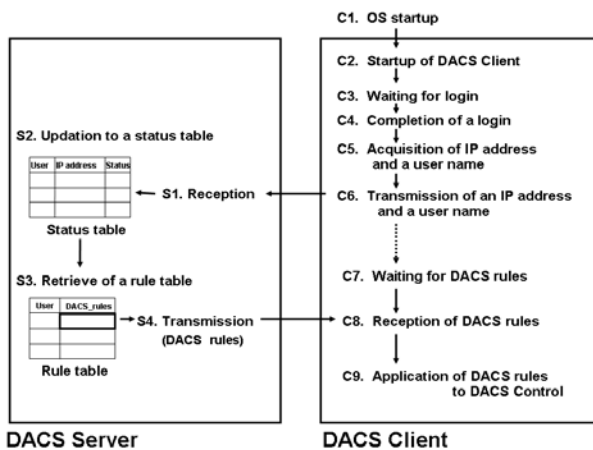 C1. OS startup
C2. Startup of DACS Client
C3. Waiting for login
C4. Completion of a login
C5. Acquisition of IP address
and a user name
C6. Transmission of an IP address
and a user name
C7. Waiting for DACS rules
C8. Reception of DACS rules
C9. Application of DACS rules
to DACS Control
S2. Updation to a status table
User IP address Status
S1. Reception
Status table
S3. Retrieve of a rule table
User DACS_rules
S4. Transmission
(DACS rules)
Rule table
DACS Server
DACS Client